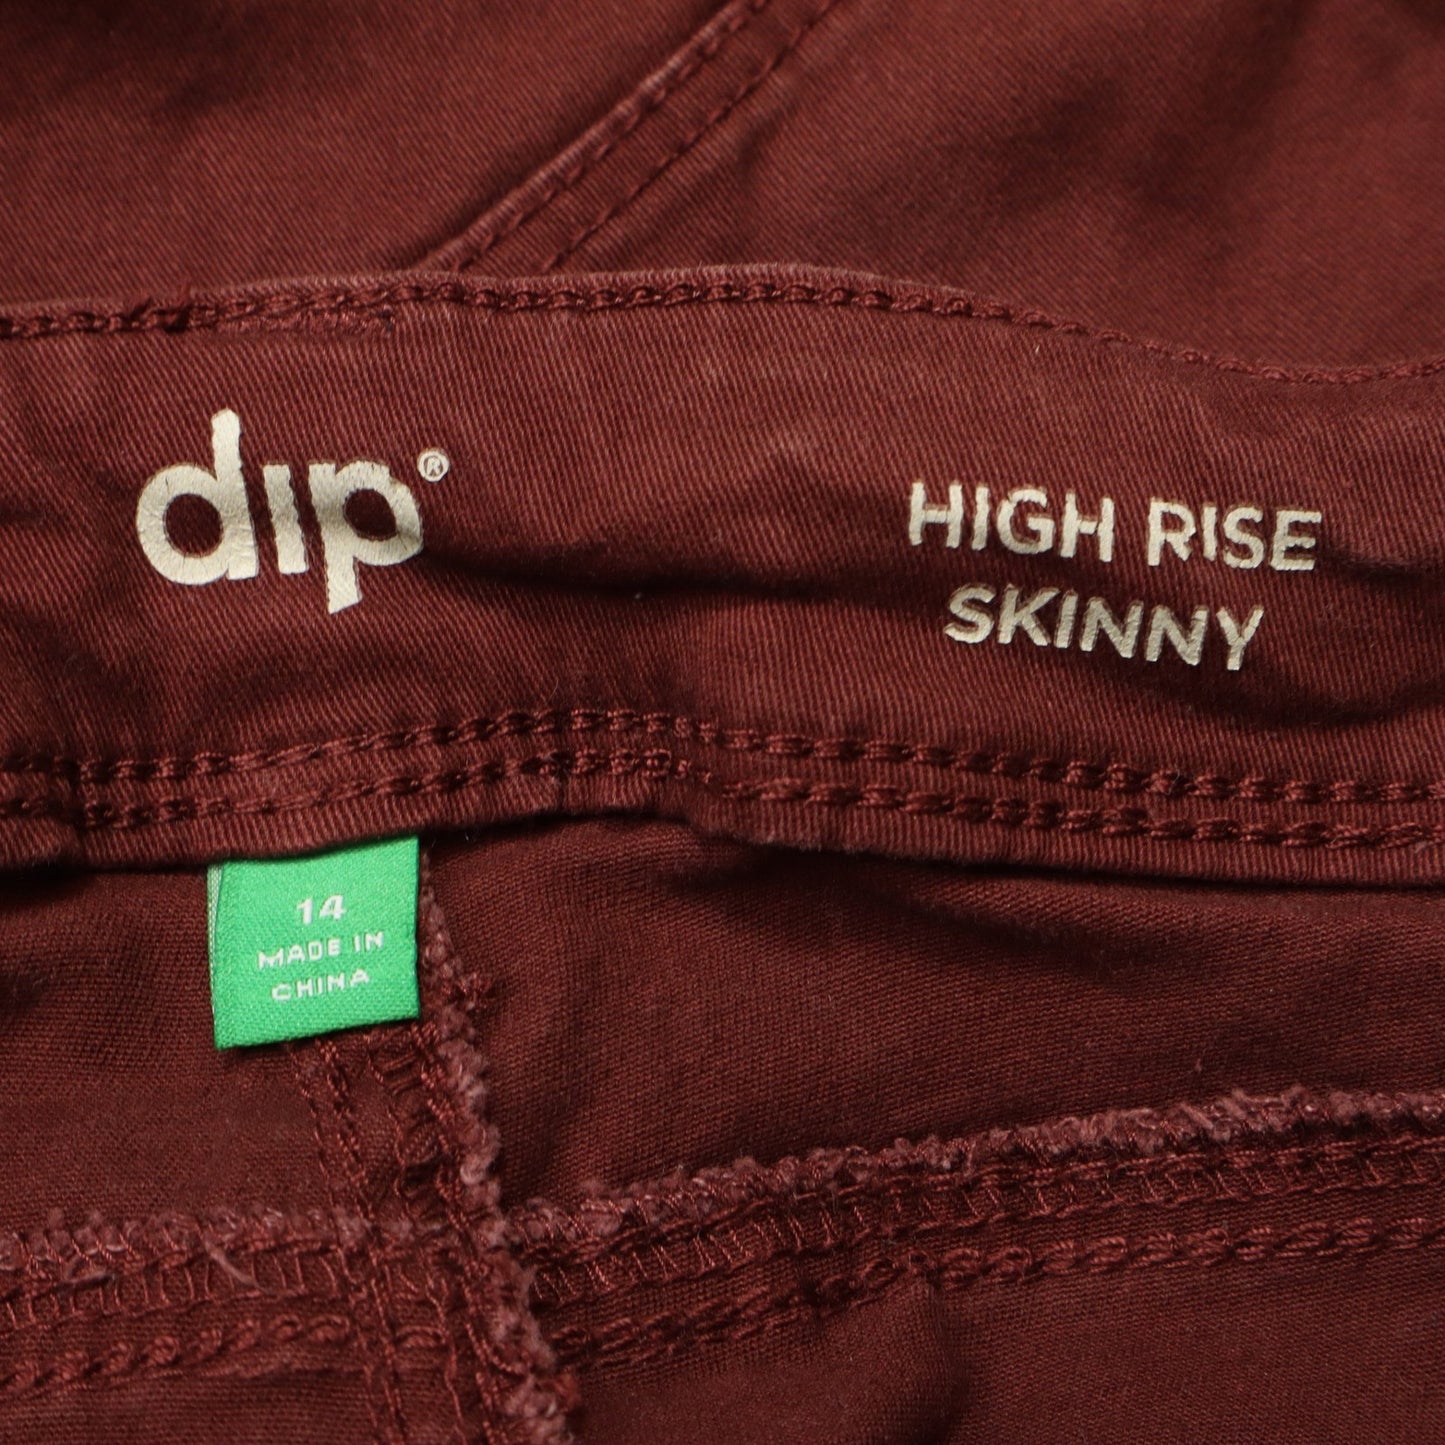 dip®
HIGH RISE
SKINNY
14
MADE IN
CHINA